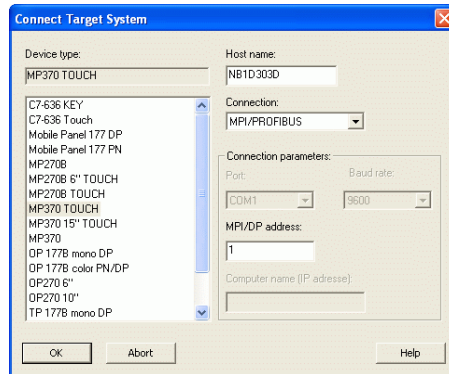 Connect Target System
Device type:
MP370 TOUCH
C7-636 KEY
C7-636 Touch
Mobile Panel 177 DP
Mobile Panel 177 PN
MP270B
MP270B 6" TOUCH
MP270B TOUCH
MP370 TOUCH
MP370 15" TOUCH
MP370
OP 177B mono DP
OP 177B color PN/DP
OP270 6"
OP270 10"
TP 177B mono DP
Host name:
NB1D303D
Connection:
MPI/PROFIBUS
Connection parameters:
Port:
Baud rate:
COM1
9600
MPI/DP address:
1
Computer name (IP adresse):
OK
Abort
Help